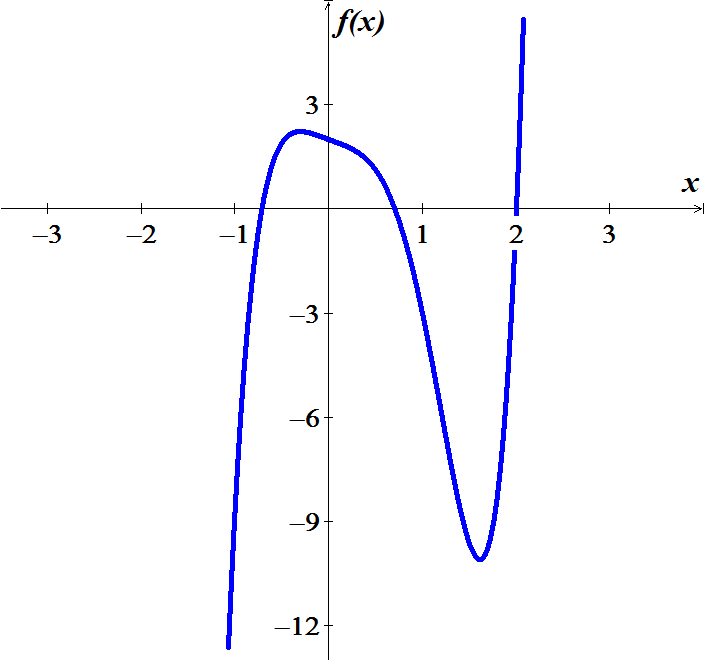 f(x)
3
x
–3 –2 –1 1 2 3
–3
–6
–9
–12